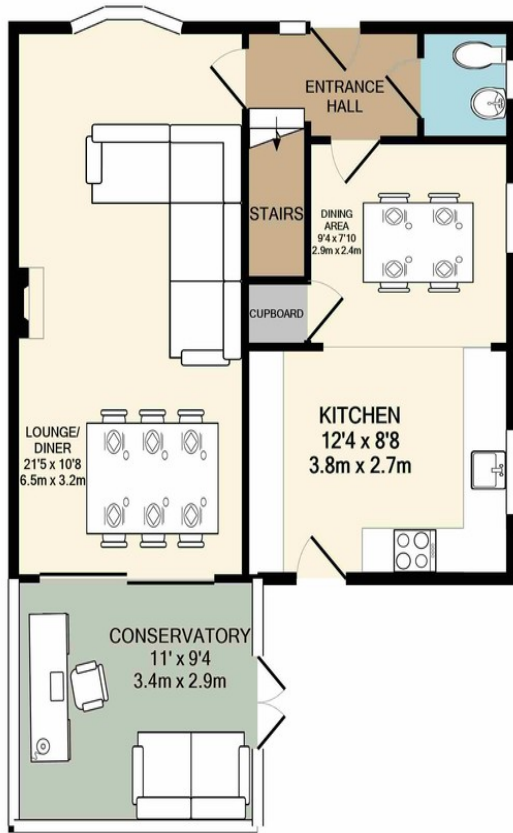 ENTRANCE
HALL
STAIRS
DINING
AREA
9'4 x 7'10
2.9m x 2.4m
CUPBOARD
KITCHEN
12'4 x 8'8
3.8m x 2.7m
LOUNGE/
DINER
21'5 x 10'8
6.5m x 3.2m
CONSERVATORY
11' x 9'4
3.4m x 2.9m